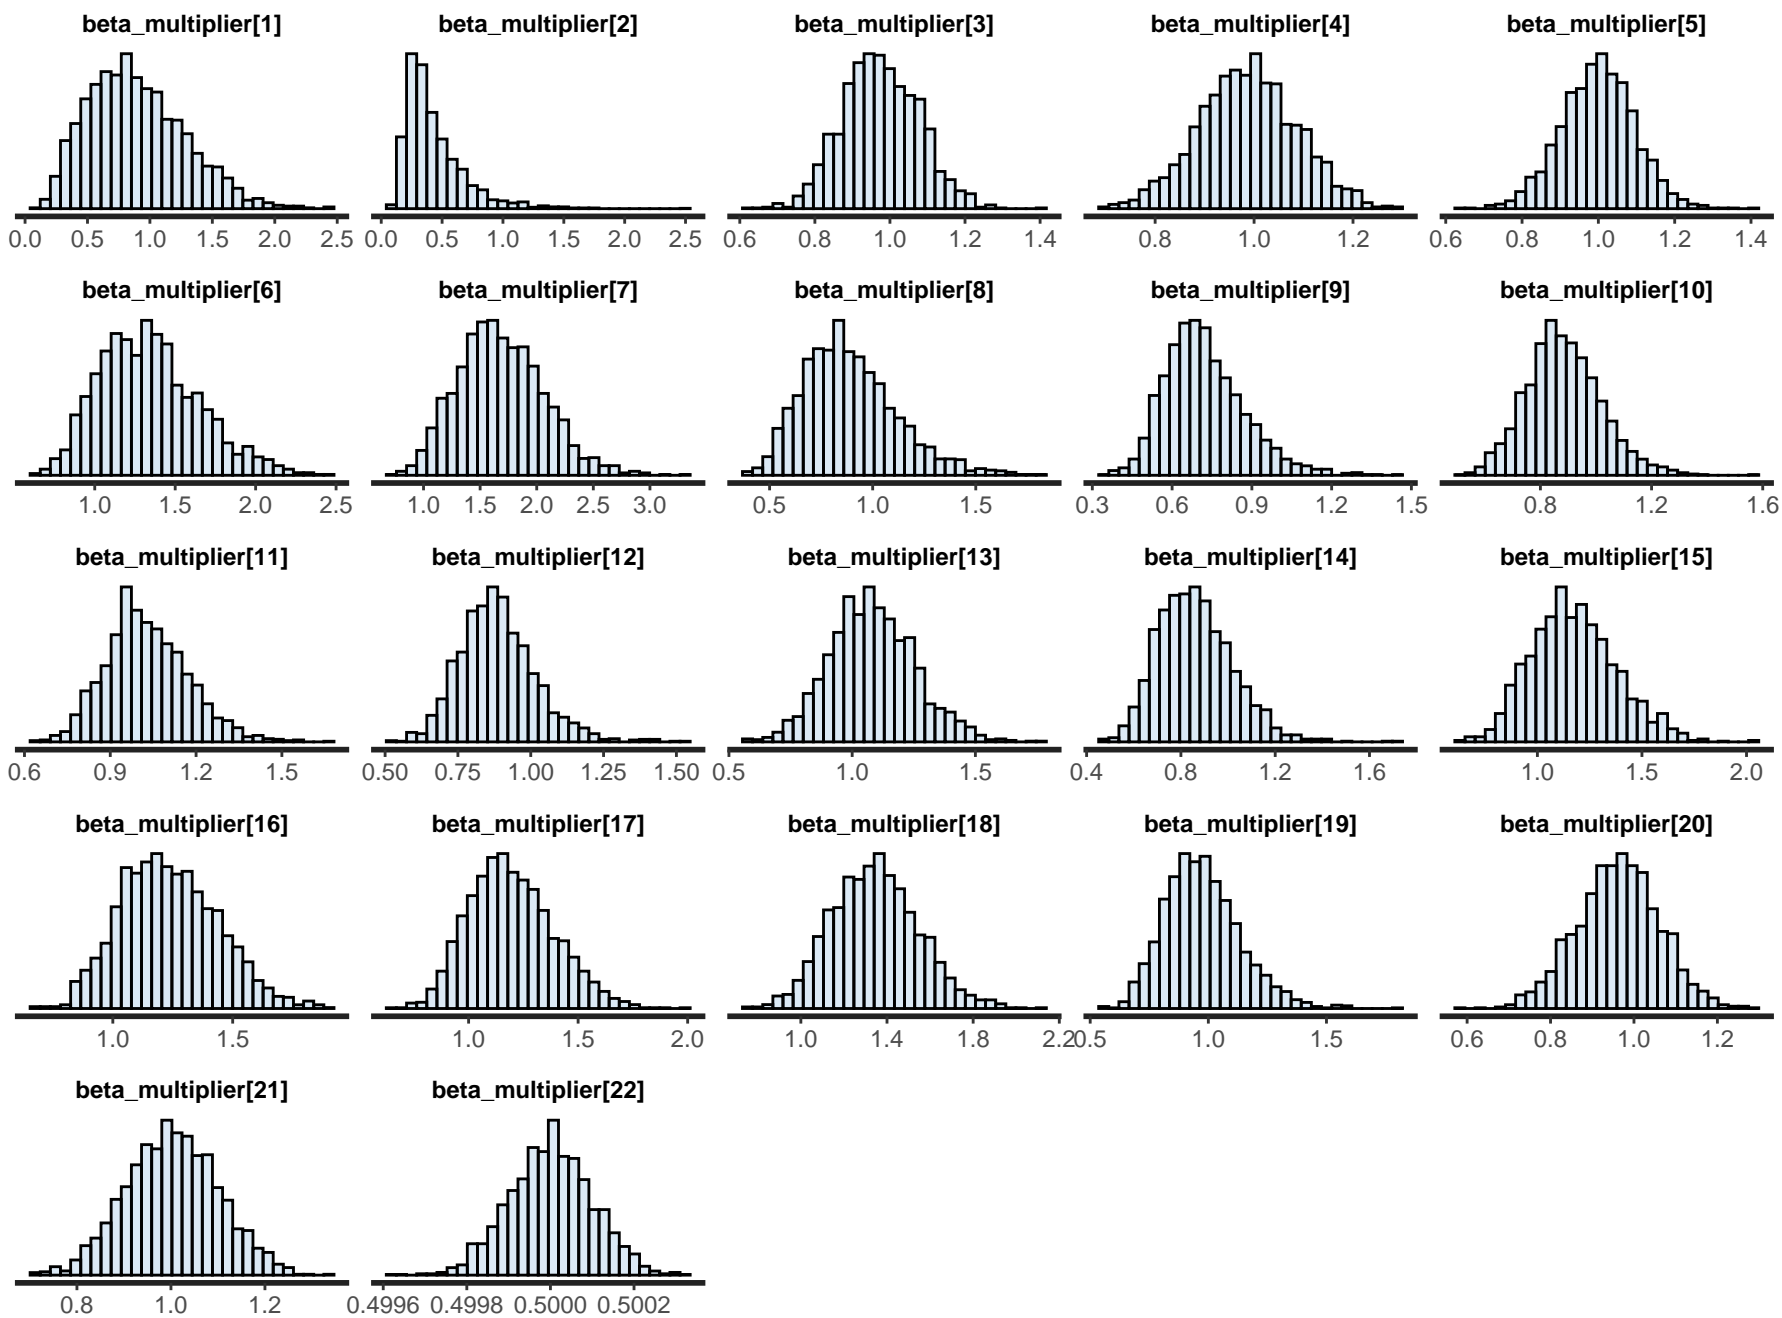 beta_multiplier[1] beta_multiplier[2] beta_multiplier[3] beta_multiplier[4] beta_multiplier[5]
0.0 0.5 1.0 1.5 2.0 2.5 0.0 0.5 1.0 1.5 2.0 2.5 0.6 0.8 1.0 1.2 1.4 0.8 1.0 1.2 0.6 0.8 1.0 1.2 1.4
beta_multiplier[6] beta_multiplier[7] beta_multiplier[8] beta_multiplier[9] beta_multiplier[10]
1.0 1.5 2.0 2.5 1.0 1.5 2.0 2.5 3.0 0.5 1.0 1.5 0.3 0.6 0.9 1.2 1.5 0.8 1.2 1.6
beta_multiplier[11] beta_multiplier[12] beta_multiplier[13] beta_multiplier[14] beta_multiplier[15]
0.6 0.9 1.2 1.5 0.50 0.75 1.00 1.25 1.50 0.5 1.0 1.5 0.4 0.8 1.2 1.6 1.0 1.5 2.0
beta_multiplier[16] beta_multiplier[17] beta_multiplier[18] beta_multiplier[19] beta_multiplier[20]
1.0 1.5 1.0 1.5 2.0 1.0 1.4 1.8 2.2 0.5 1.0 1.5 0.6 0.8 1.0 1.2
beta_multiplier[21] beta_multiplier[22]
0.8 1.0 1.2 0.4996 0.4998 0.5000 0.5002